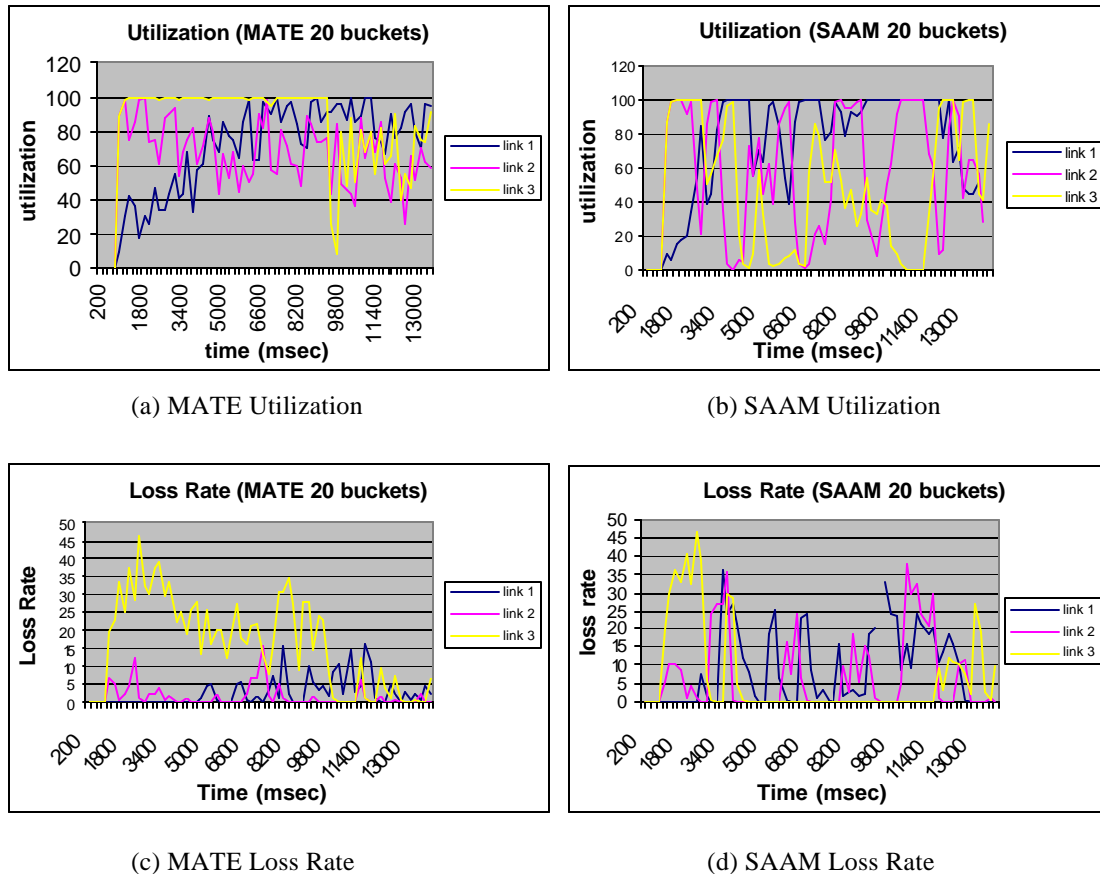 Utilization (MATE 20 buckets)
120
100
80
60
40
20
0
utilization
200
1800
3400
5000
6600
8200
9800
11400
13000
time (msec)
link 1
link 2
link 3
(a) MATE Utilization
Utilization (SAAM 20 buckets)
120
100
80
60
40
20
0
utilization
200
1800
3400
5000
6600
8200
9800
11400
13000
Time (msec)
link 1
link 2
link 3
(b) SAAM Utilization
Loss Rate (MATE 20 buckets)
50
45
40
35
30
25
20
15
10
5
0
Loss Rate
200
1800
3400
5000
6600
8200
9800
11400
13000
Time (msec)
link 1
link 2
link 3
(c) MATE Loss Rate
Loss Rate (SAAM 20 buckets)
50
45
40
35
30
25
20
15
10
5
0
loss rate
200
1800
3400
5000
6600
8200
9800
11400
13000
Time (msec)
link 1
link 2
link 3
(d) SAAM Loss Rate